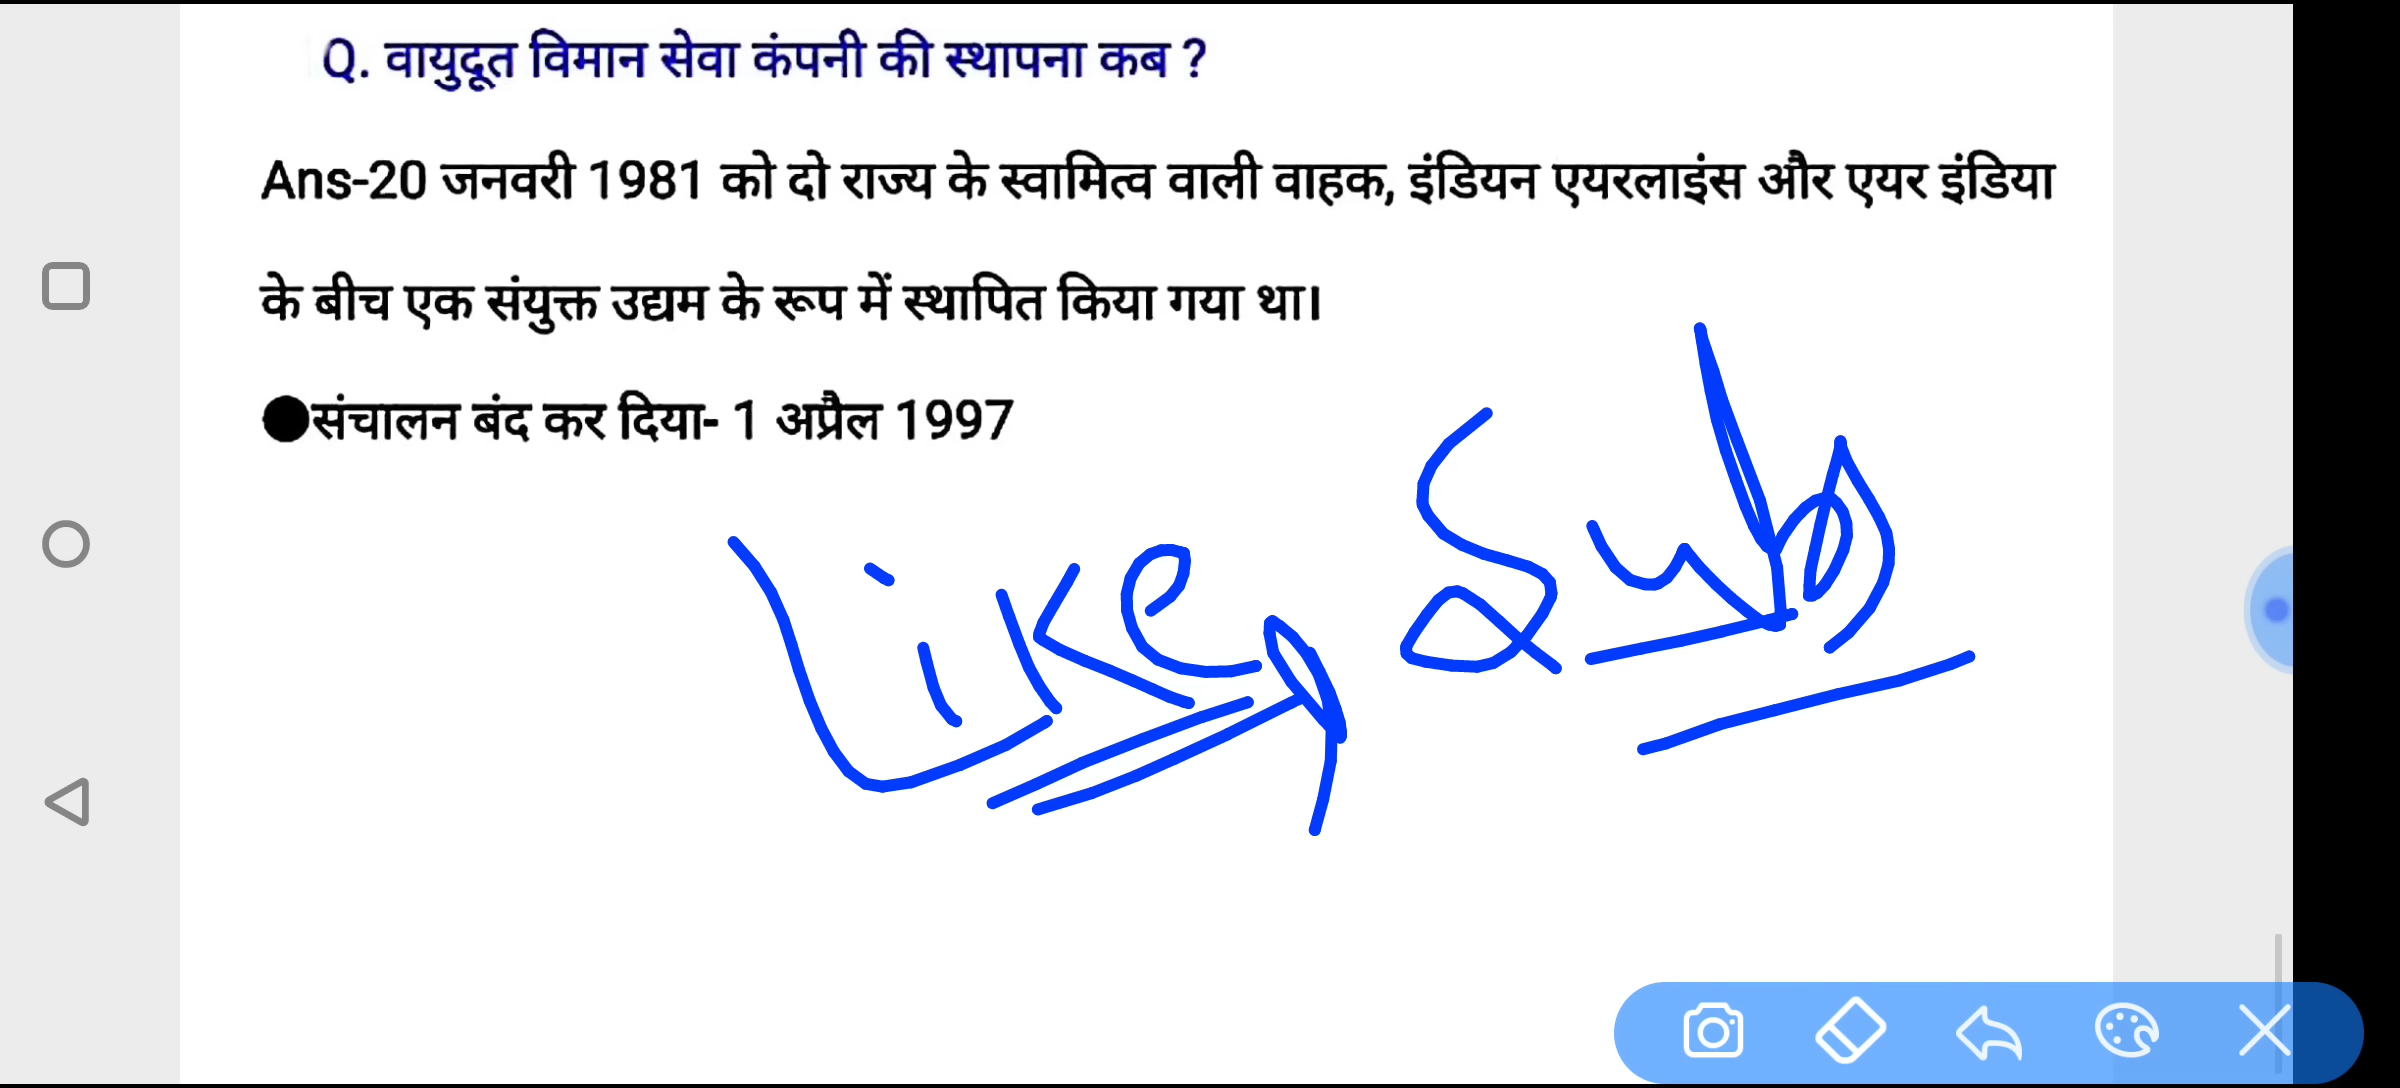 Q. वायुदूत विमान सेवा कंपनी की स्थापना कब ?
Ans-20 जनवरी 1981 को दो राज्य के स्वामित्व वाली वाहक, इंडियन एयरलाइंस और एयर इंडिया
के बीच एक संयुक्त उद्यम के रूप में स्थापित किया गया था।
●संचालन बंद कर दिया- 1 अप्रैल 1997
Like, Sub